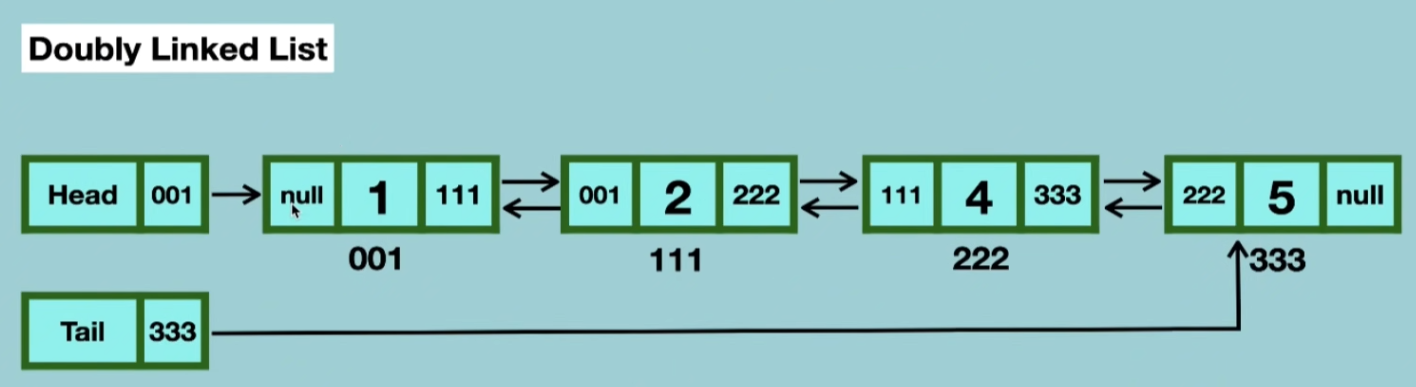 Doubly Linked List
Head 001 null 1 111 001 2 222 111 4 333 222 5 null
001 111 222 333
Tail 333